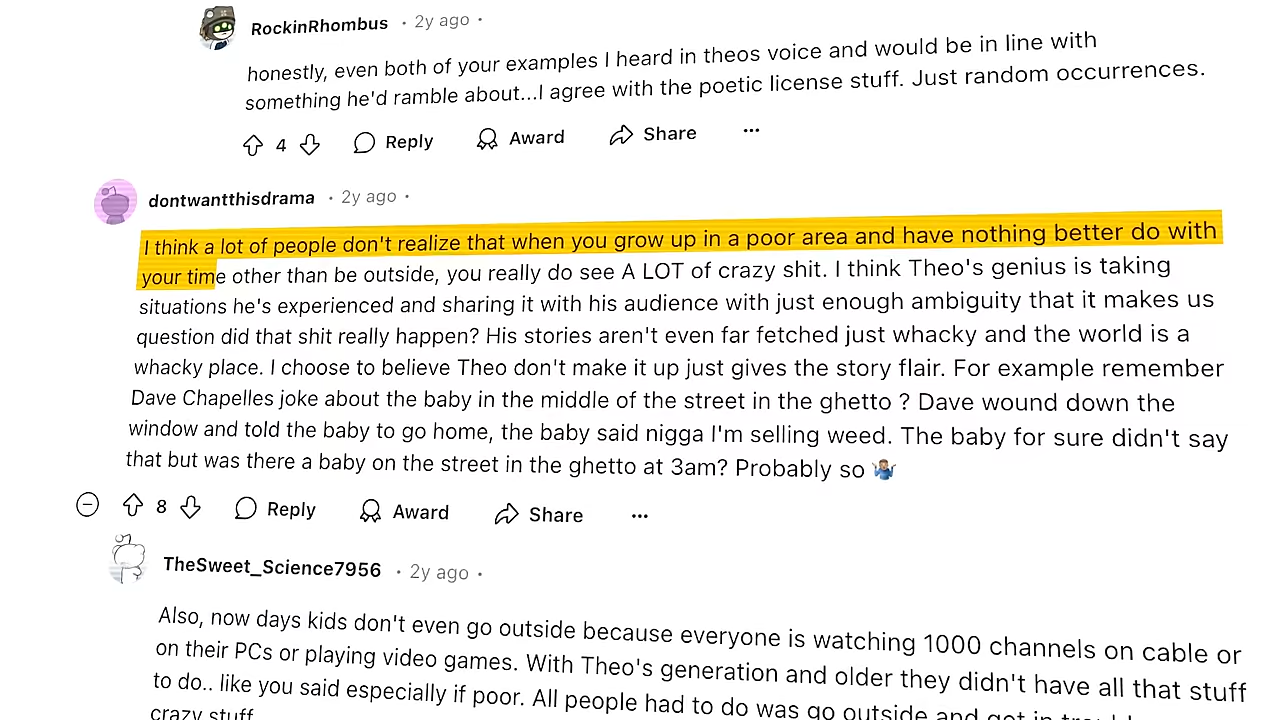 RockinRhombus · 2y ago ·
honestly, even both of your examples I heard in theos voice and would be in line with
something he'd ramble about...I agree with the poetic license stuff. Just random occurrences.
4 Reply Award Share ...
dontwantthisdrama · 2y ago ·
I think a lot of people don't realize that when you grow up in a poor area and have nothing better do with
your time other than be outside, you really do see A LOT of crazy shit. I think Theo's genius is taking
situations he's experienced and sharing it with his audience with just enough ambiguity that it makes us
question did that shit really happen? His stories aren't even far fetched just whacky and the world is a
whacky place. I choose to believe Theo don't make it up just gives the story flair. For example remember
Dave Chapelles joke about the baby in the middle of the street in the ghetto ? Dave wound down the
window and told the baby to go home, the baby said nigga I'm selling weed. The baby for sure didn't say
that but was there a baby on the street in the ghetto at 3am? Probably so 🤷🏽‍♂️
8 Reply Award Share ...
TheSweet_Science7956 · 2y ago ·
Also, now days kids don't even go outside because everyone is watching 1000 channels on cable or
on their PCs or playing video games. With Theo's generation and older they didn't have all that stuff
to do.. like you said especially if poor. All people had to do was go outside and get in
crazy stuff